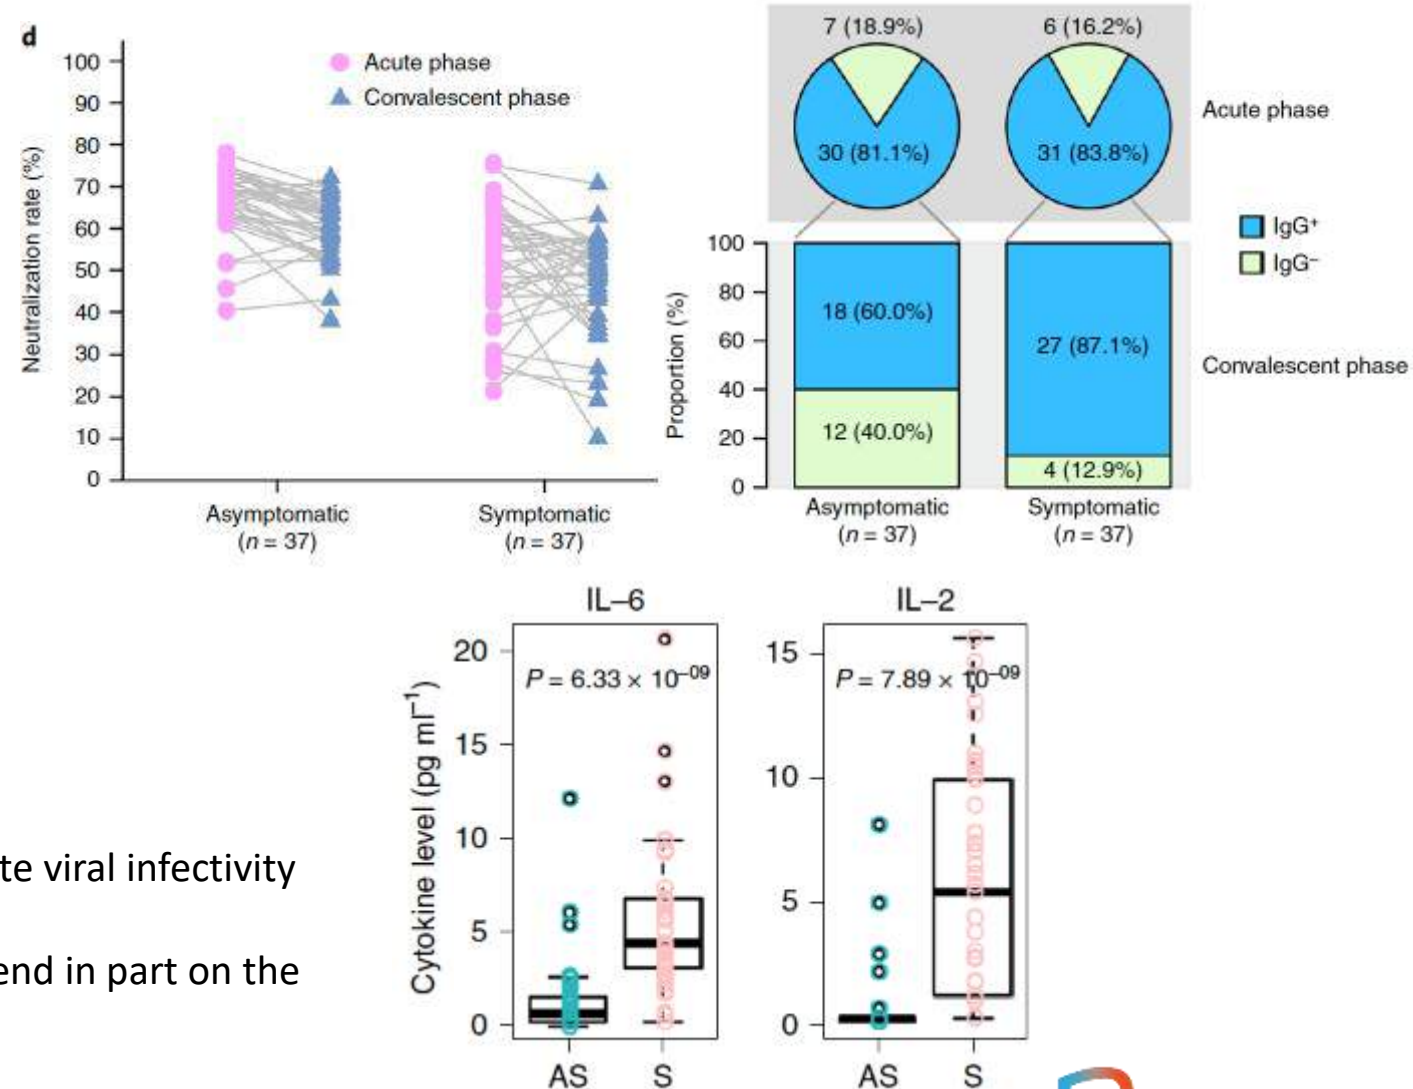 d
100
90
80
70
60
50
40
30
20
10
0
Neutralization rate (%)
Acute phase
Convalescent phase
Asymptomatic
(n = 37)
Symptomatic
(n = 37)
7 (18.9%)
6 (16.2%)
30 (81.1%)
31 (83.8%)
Acute phase
IgG⁺
IgG⁻
100
80
60
40
20
0
Proportion (%)
18 (60.0%)
27 (87.1%)
12 (40.0%)
4 (12.9%)
Convalescent phase
Asymptomatic
(n = 37)
Symptomatic
(n = 37)
IL–6
20
15
10
5
0
Cytokine level (pg ml⁻¹)
P = 6.33 × 10⁻⁰⁹
AS
S
IL–2
15
10
5
0
P = 7.89 × 10⁻⁰⁹
AS
S
te viral infectivity
end in part on the